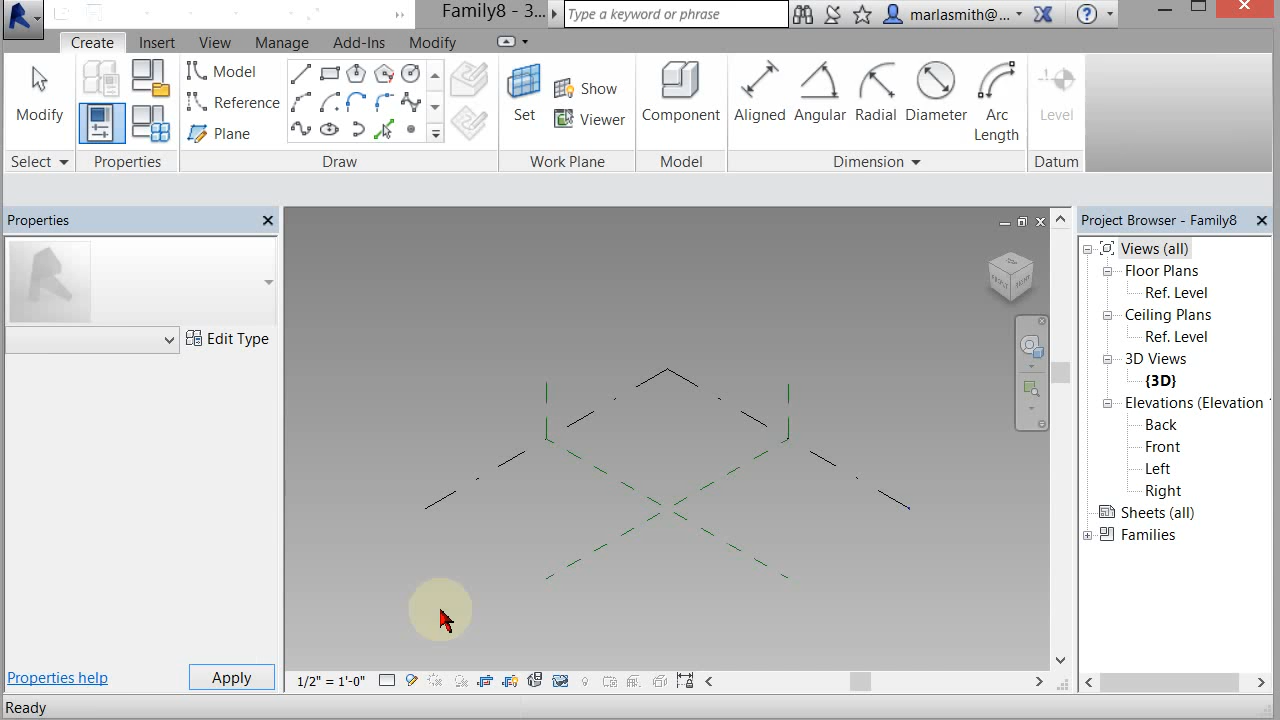 Family8 - 3...
Type a keyword or phrase
marlasmith@...
Create Insert View Manage Add-Ins Modify
Modify
Model
Reference
Plane
Set
Show
Viewer
Component
Aligned Angular Radial Diameter Arc Length
Level
Select Properties Draw Work Plane Model Dimension Datum
Properties
Edit Type
Properties help
Apply
TOP
FRONT RIGHT
1/2" = 1'-0"
Project Browser - Family8
Views (all)
Floor Plans
Ref. Level
Ceiling Plans
Ref. Level
3D Views
{3D}
Elevations (Elevation
Back
Front
Left
Right
Sheets (all)
Families
Ready